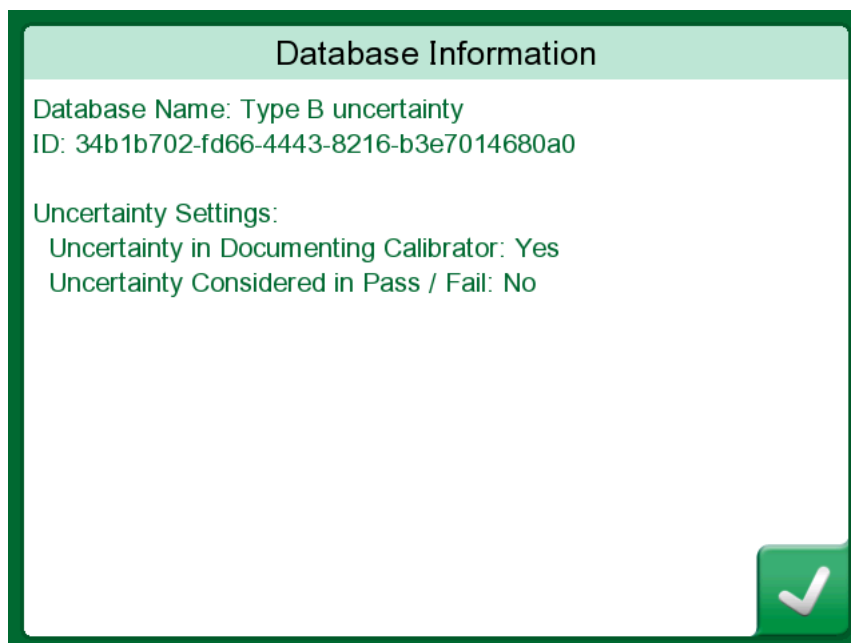 Database Information
Database Name: Type B uncertainty
ID: 34b1b702-fd66-4443-8216-b3e7014680a0
Uncertainty Settings:
Uncertainty in Documenting Calibrator: Yes
Uncertainty Considered in Pass / Fail: No